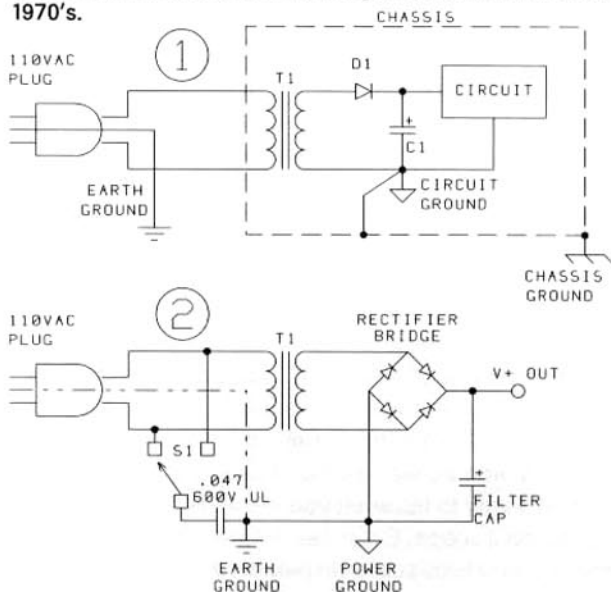 1970's.
CHASSIS
110VAC
PLUG
1
T1
D1
CIRCUIT
+
C1
EARTH
GROUND
CIRCUIT
GROUND
CHASSIS
GROUND
110VAC
PLUG
2
T1
RECTIFIER
BRIDGE
V+ OUT
S1
.047
600V UL
+
FILTER
CAP
EARTH
GROUND
POWER
GROUND